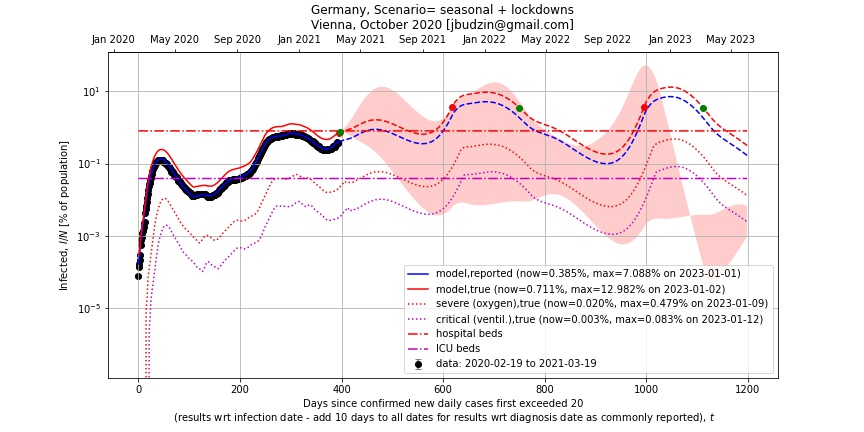 Germany, Scenario= seasonal + lockdowns
Vienna, October 2020 [jbudzin@gmail.com]
Jan 2020 May 2020 Sep 2020 Jan 2021 May 2021 Sep 2021 Jan 2022 May 2022 Sep 2022 Jan 2023 May 2023
Infected, I/N [% of population]
10¹
10⁻¹
10⁻³
10⁻⁵
model,reported (now=0.385%, max=7.088% on 2023-01-01)
model,true (now=0.711%, max=12.982% on 2023-01-02)
severe (oxygen),true (now=0.020%, max=0.479% on 2023-01-09)
critical (ventil.),true (now=0.003%, max=0.083% on 2023-01-12)
hospital beds
ICU beds
data: 2020-02-19 to 2021-03-19
0 200 400 600 800 1000 1200
Days since confirmed new daily cases first exceeded 20
(results wrt infection date - add 10 days to all dates for results wrt diagnosis date as commonly reported), t